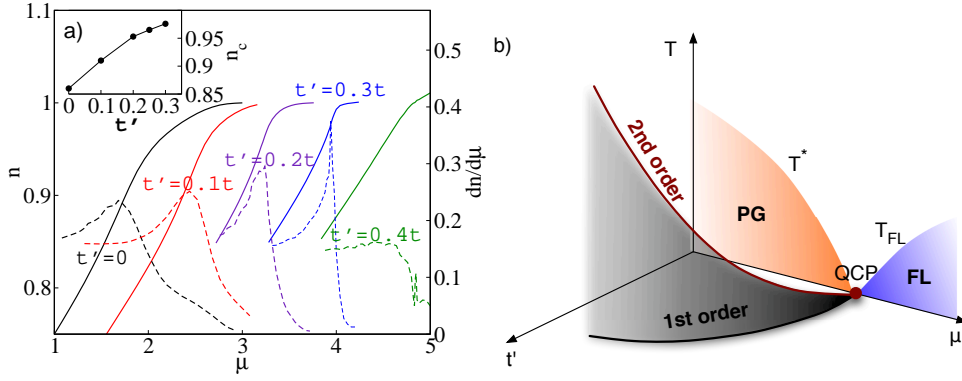 a)
1.1
1
0.9
0.8
n
1
2
3
4
5
μ
0
0.1
0.2
0.3
0.4
0.5
dn/dμ
0.95
0.9
0.85
n_c
0 0.1 0.2 0.3
t'
t'=0
t'=0.1t
t'=0.2t
t'=0.3t
t'=0.4t
b)
T
2nd order
T*
PG
T_FL
QCP
FL
1st order
t'
μ